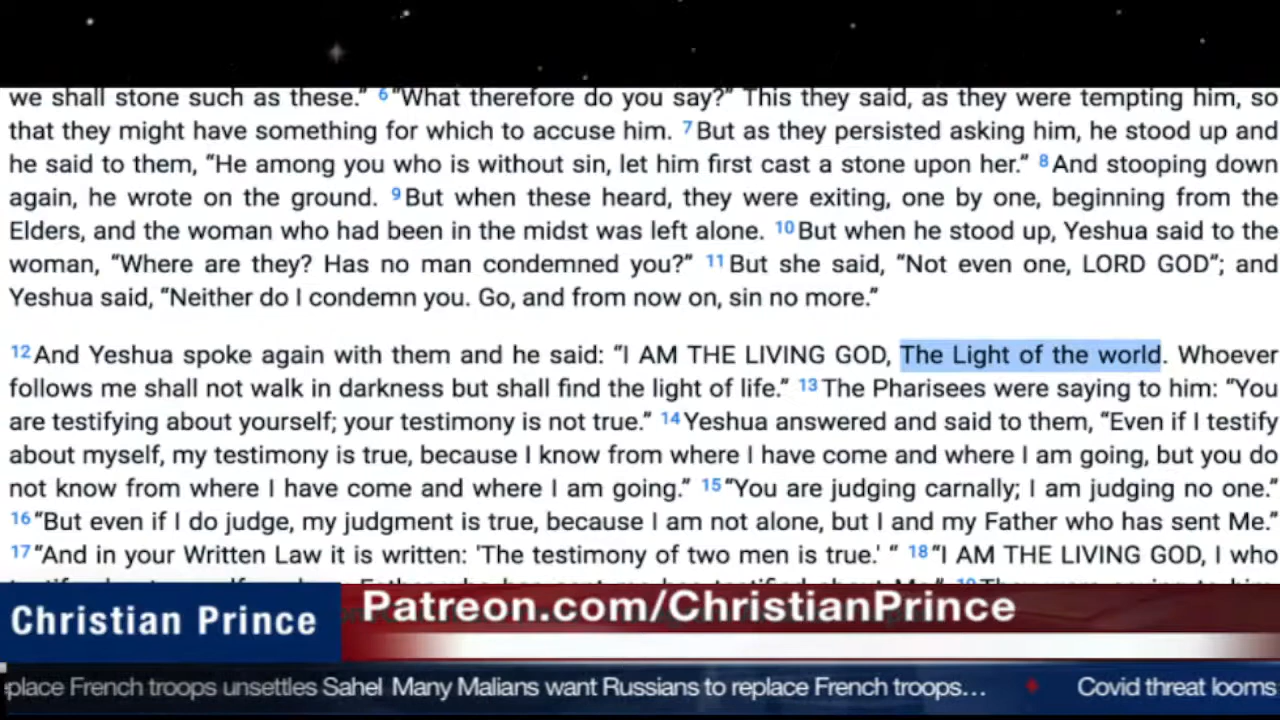 we shall stone such as these.” 6 “What therefore do you say?” This they said, as they were tempting him, so
that they might have something for which to accuse him. 7 But as they persisted asking him, he stood up and
he said to them, “He among you who is without sin, let him first cast a stone upon her.” 8 And stooping down
again, he wrote on the ground. 9 But when these heard, they were exiting, one by one, beginning from the
Elders, and the woman who had been in the midst was left alone. 10 But when he stood up, Yeshua said to the
woman, “Where are they? Has no man condemned you?” 11 But she said, “Not even one, LORD GOD”; and
Yeshua said, “Neither do I condemn you. Go, and from now on, sin no more.”
12 And Yeshua spoke again with them and he said: “I AM THE LIVING GOD, The Light of the world. Whoever
follows me shall not walk in darkness but shall find the light of life.” 13 The Pharisees were saying to him: “You
are testifying about yourself; your testimony is not true.” 14 Yeshua answered and said to them, “Even if I testify
about myself, my testimony is true, because I know from where I have come and where I am going, but you do
not know from where I have come and where I am going.” 15 “You are judging carnally; I am judging no one.”
16 “But even if I do judge, my judgment is true, because I am not alone, but I and my Father who has sent Me.”
17 “And in your Written Law it is written: 'The testimony of two men is true.' “ 18 “I AM THE LIVING GOD, I who
Christian Prince
Patreon.com/ChristianPrince
place French troops unsettles Sahel Many Malians want Russians to replace French troops... Covid threat looms